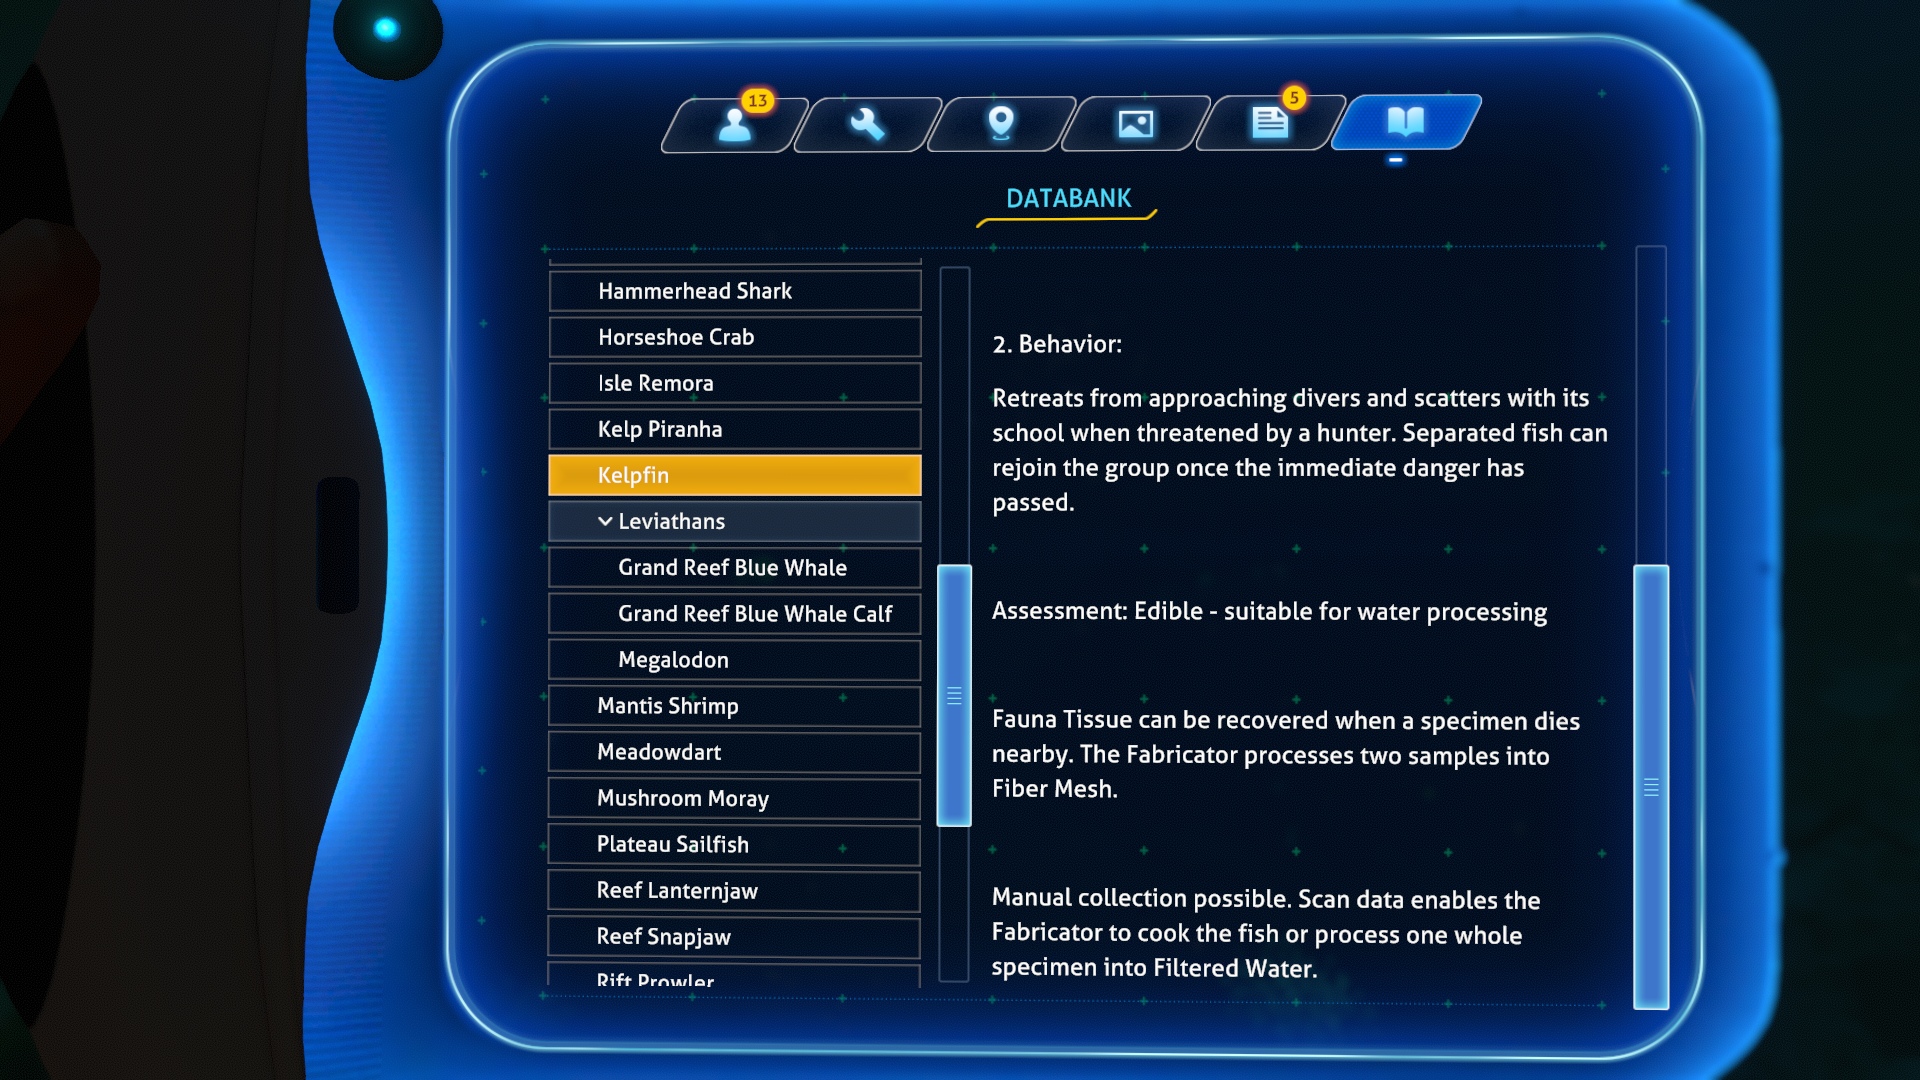 13
5
DATABANK
Hammerhead Shark
Horseshoe Crab
Isle Remora
Kelp Piranha
Kelpfin
Leviathans
Grand Reef Blue Whale
Grand Reef Blue Whale Calf
Megalodon
Mantis Shrimp
Meadowdart
Mushroom Moray
Plateau Sailfish
Reef Lanternjaw
Reef Snapjaw
Rift Prowler
2. Behavior:
Retreats from approaching divers and scatters with its
school when threatened by a hunter. Separated fish can
rejoin the group once the immediate danger has
passed.
Assessment: Edible - suitable for water processing
Fauna Tissue can be recovered when a specimen dies
nearby. The Fabricator processes two samples into
Fiber Mesh.
Manual collection possible. Scan data enables the
Fabricator to cook the fish or process one whole
specimen into Filtered Water.